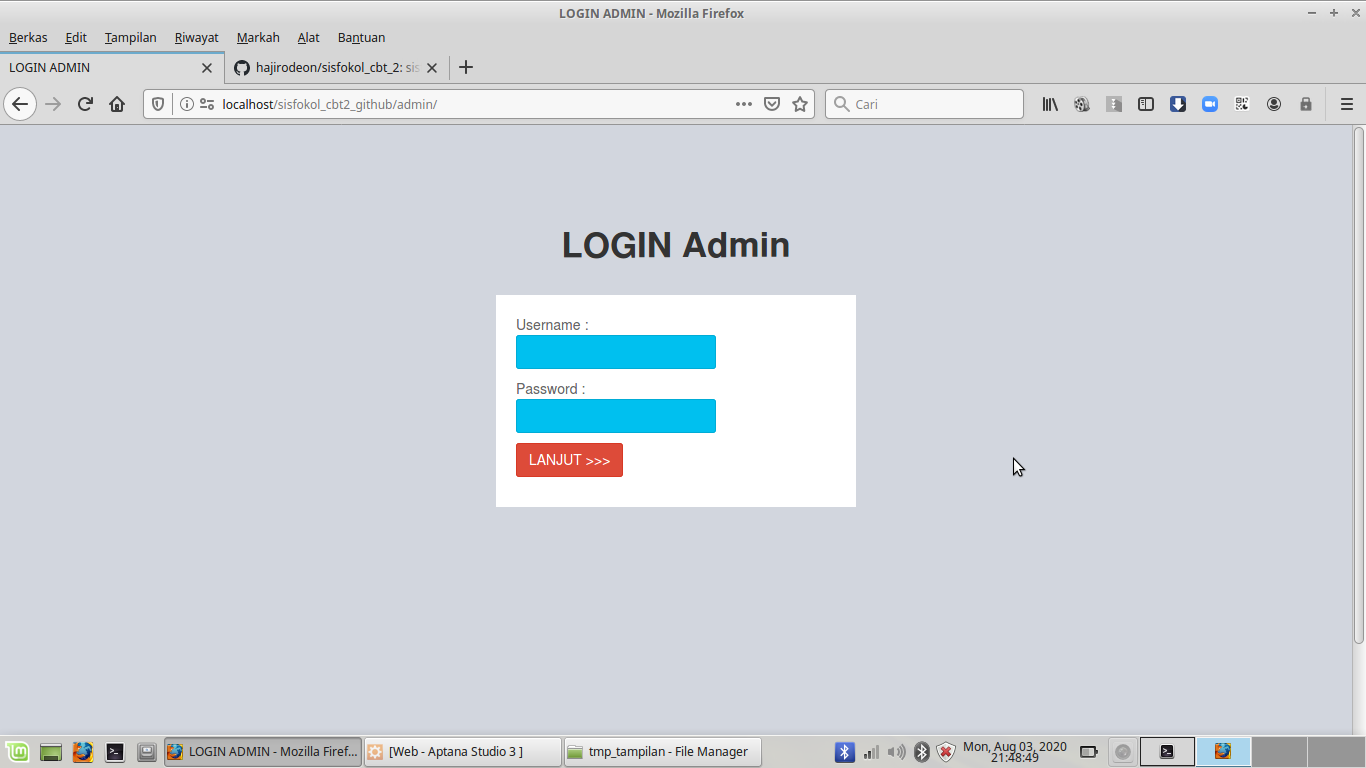 LOGIN ADMIN - Mozilla Firefox
Berkas Edit Tampilan Riwayat Markah Alat Bantuan
LOGIN ADMIN hajirodeon/sisfokol_cbt_2: sis
localhost/sisfokol_cbt2_github/admin/ Cari
LOGIN Admin
Username :
Password :
LANJUT >>>
LOGIN ADMIN - Mozilla Firef... [Web - Aptana Studio 3 ] tmp_tampilan - File Manager Mon, Aug 03, 2020
21:48:49